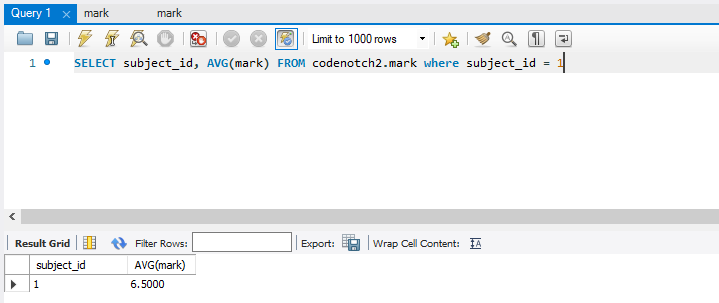 Query 1 mark mark
Limit to 1000 rows
1 SELECT subject_id, AVG(mark) FROM codenotch2.mark where subject_id = 1
Result Grid Filter Rows: Export: Wrap Cell Content:
subject_id AVG(mark)
1 6.5000